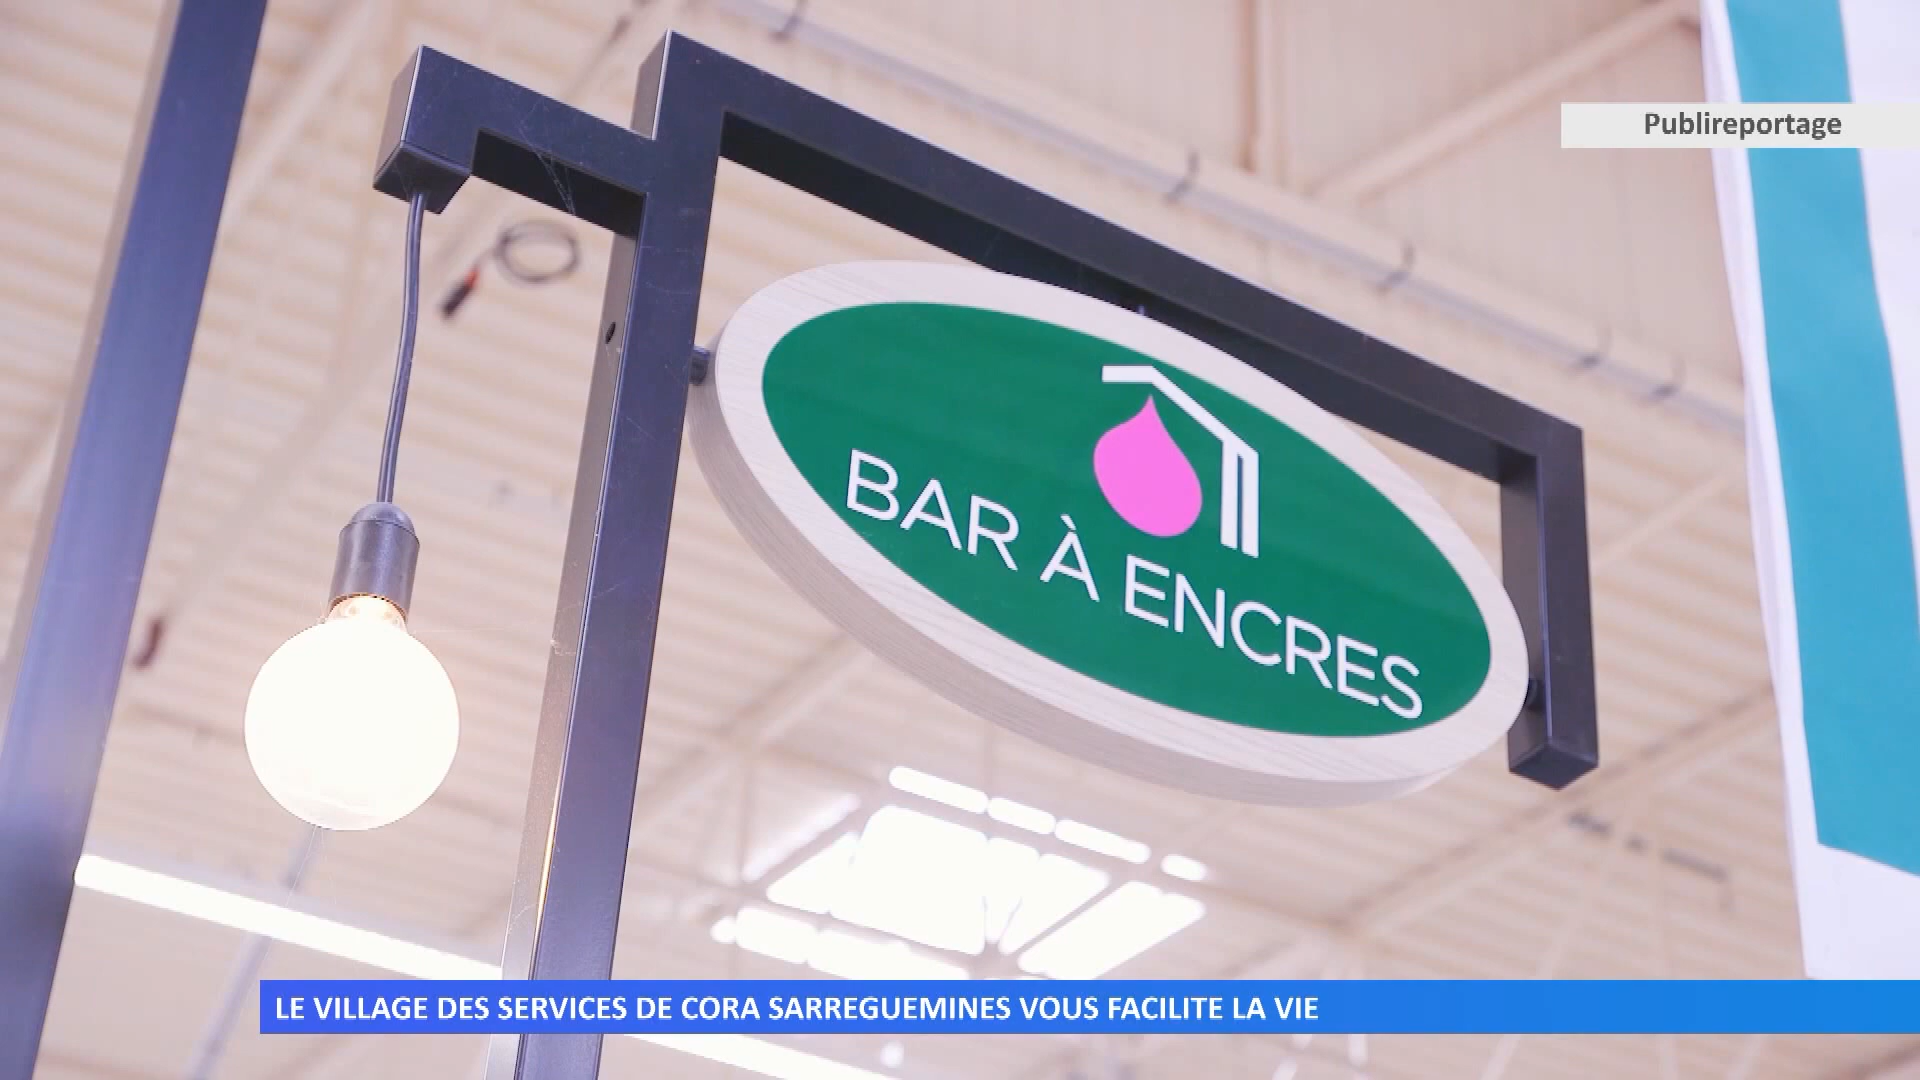 Publireportage
BAR À ENCRES
LE VILLAGE DES SERVICES DE CORA SARREGUEMINES VOUS FACILITE LA VIE